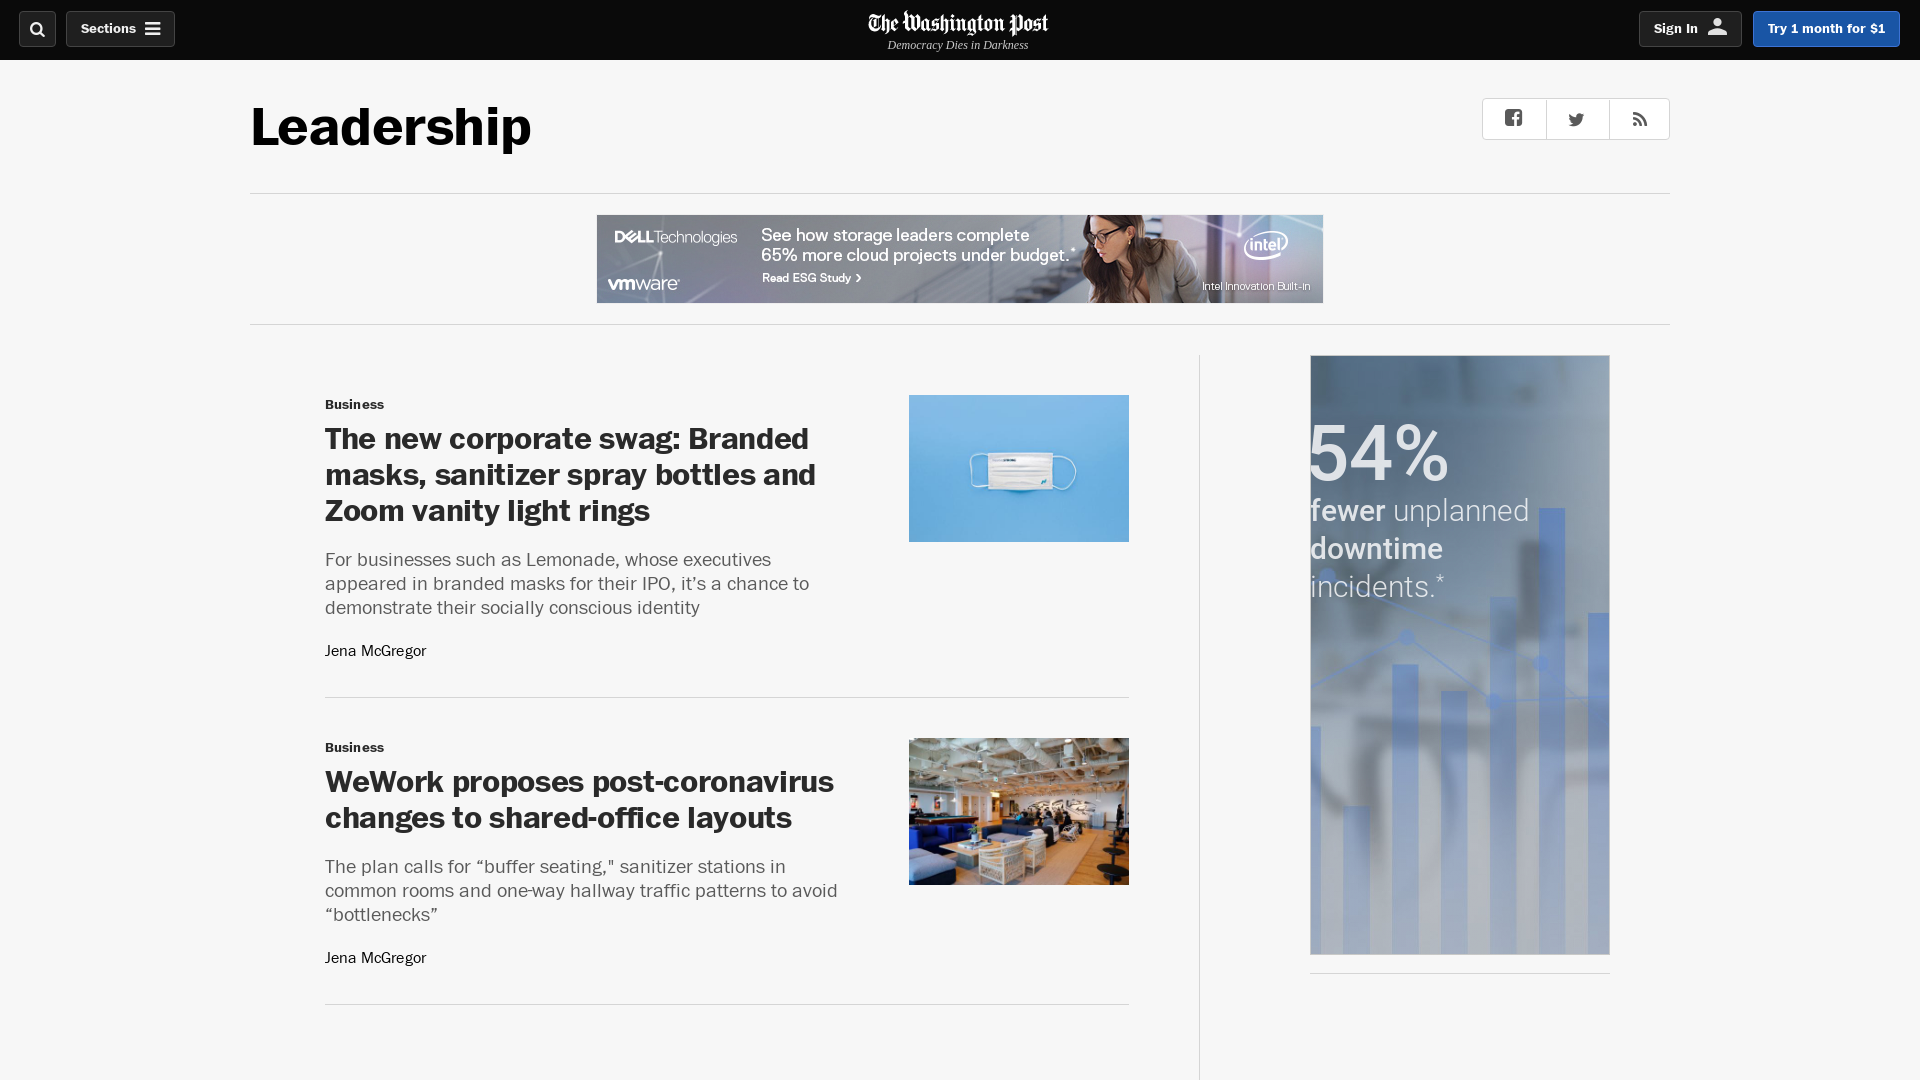 Sections
The Washington Post
Democracy Dies in Darkness
Sign In
Try 1 month for $1
Leadership
DELLTechnologies
vmware®
See how storage leaders complete
65% more cloud projects under budget.*
Read ESG Study >
intel.
Intel Innovation Built-in
Business
The new corporate swag: Branded
masks, sanitizer spray bottles and
Zoom vanity light rings
For businesses such as Lemonade, whose executives
appeared in branded masks for their IPO, it’s a chance to
demonstrate their socially conscious identity
Jena McGregor
Business
WeWork proposes post-coronavirus
changes to shared-office layouts
The plan calls for “buffer seating," sanitizer stations in
common rooms and one-way hallway traffic patterns to avoid
“bottlenecks”
Jena McGregor
54%
fewer unplanned
downtime
incidents.*